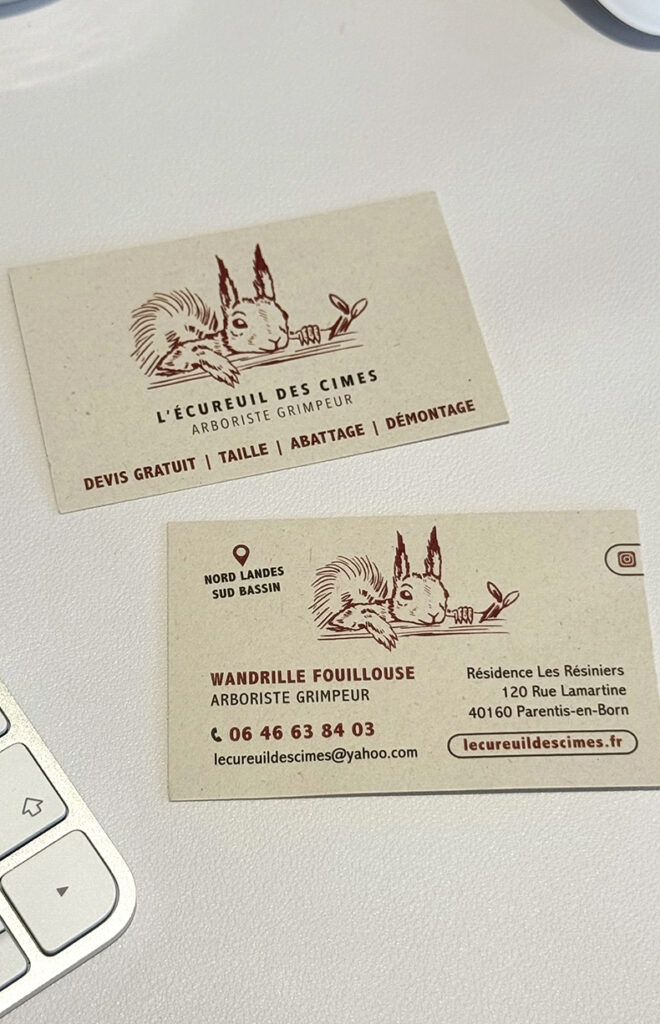 L'ÉCUREUIL DES CIMES
ARBORISTE GRIMPEUR
DEVIS GRATUIT | TAILLE | ABATTAGE | DÉMONTAGE
NORD LANDES
SUD BASSIN
WANDRILLE FOUILLOUSE
ARBORISTE GRIMPEUR
06 46 63 84 03
lecureuildescimes@yahoo.com
Résidence Les Résiniers
120 Rue Lamartine
40160 Parentis-en-Born
lecureuildescimes.fr